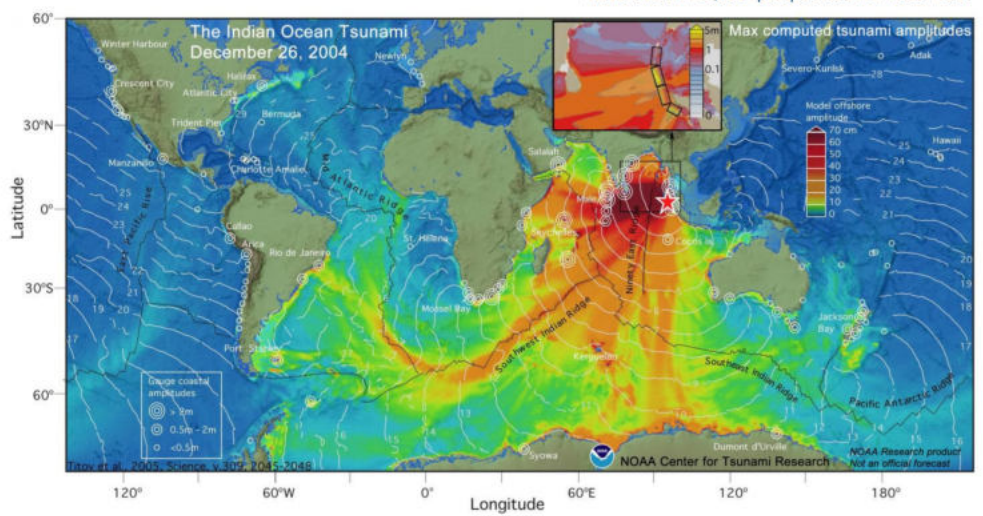 The Indian Ocean Tsunami
December 26, 2004
Max computed tsunami amplitudes
5m
1
0.1
0
Model offshore
amplitude
70 cm
60
50
40
30
20
10
0
Winter Harbour
Crescent City
Halifax
Atlantic City
Trident Pier
Bermuda
Manzanillo
Charlotte Amalie
Newlyn
Mid Atlantic Ridge
East Pacific Rise
Callao
Arica
Rio de Janeiro
St. Helena
Mossel Bay
Port Stanley
Salalah
Seychelles
Cocos Is.
Ninety East Ridge
Southwest Indian Ridge
Kerguelen
Southeast Indian Ridge
Pacific Antarctic Ridge
Jackson
Bay
Severo-Kurilsk
Adak
Hawaii
Syowa
Dumont d'Urville
Gauge coastal
amplitudes
> 2m
0.5m - 2m
<0.5m
Titov et al., 2005, Science, v.309, 2045-2048
NOAA Center for Tsunami Research
NOAA Research product
Not an official forecast
60°
30°N
0°
30°S
60°
Latitude
120°
60°W
0°
60°E
120°
180°
Longitude